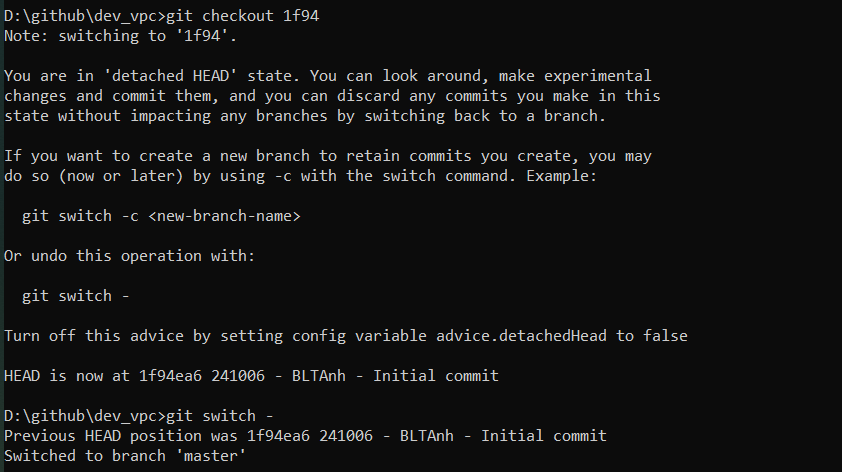 D:\github\dev_vpc>git checkout 1f94
Note: switching to '1f94'.
You are in 'detached HEAD' state. You can look around, make experimental
changes and commit them, and you can discard any commits you make in this
state without impacting any branches by switching back to a branch.
If you want to create a new branch to retain commits you create, you may
do so (now or later) by using -c with the switch command. Example:
  git switch -c <new-branch-name>
Or undo this operation with:
  git switch -
Turn off this advice by setting config variable advice.detachedHead to false
HEAD is now at 1f94ea6 241006 - BLTAnh - Initial commit
D:\github\dev_vpc>git switch -
Previous HEAD position was 1f94ea6 241006 - BLTAnh - Initial commit
Switched to branch 'master'